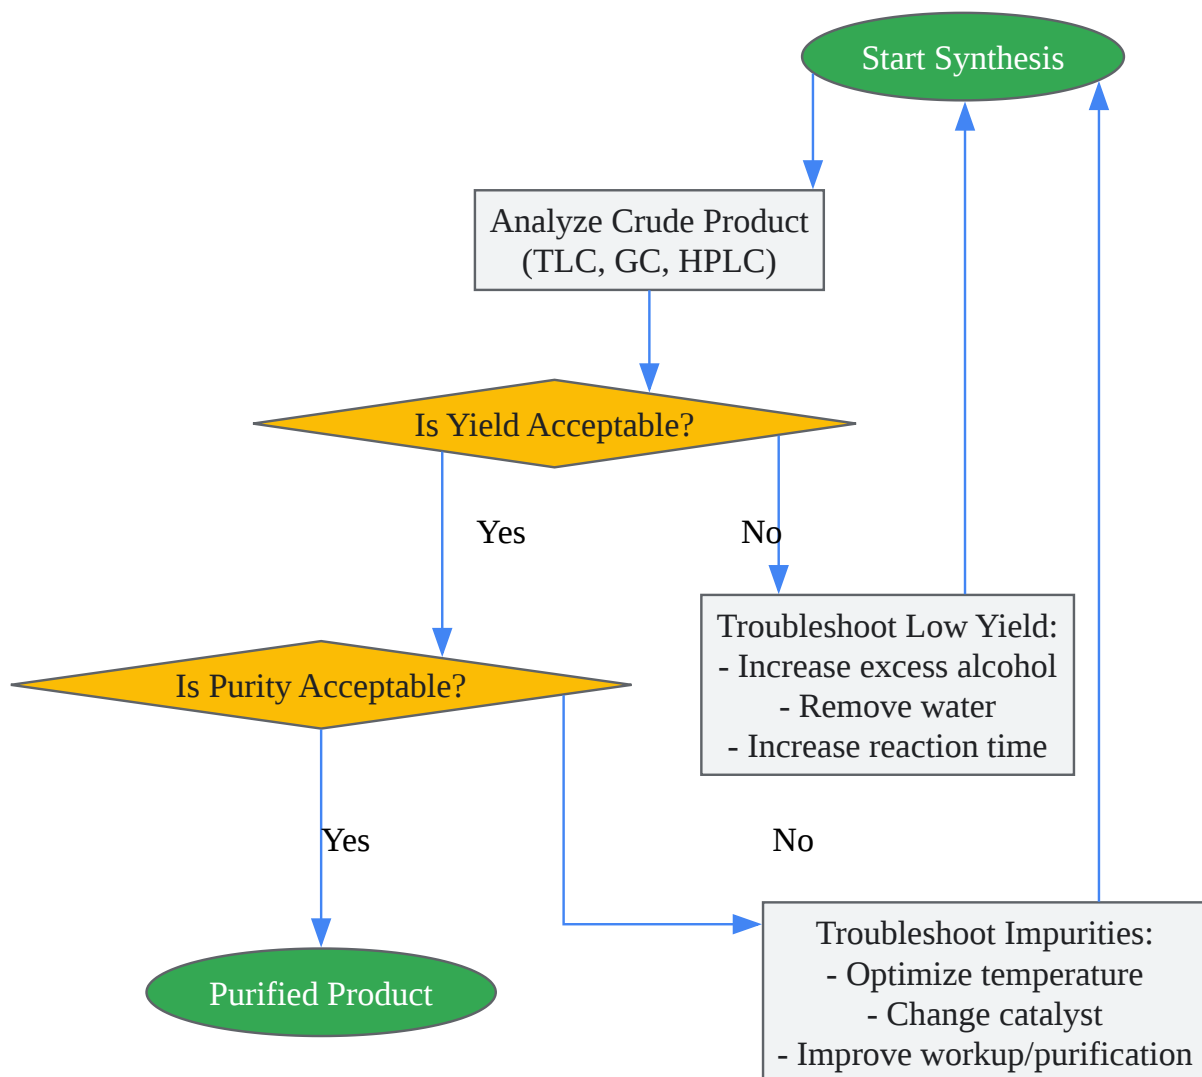 Start Synthesis
Analyze Crude Product
(TLC, GC, HPLC)
Is Yield Acceptable?
Yes
No
Troubleshoot Low Yield:
- Increase excess alcohol
- Remove water
- Increase reaction time
Is Purity Acceptable?
Yes
No
Purified Product
Troubleshoot Impurities:
- Optimize temperature
- Change catalyst
- Improve workup/purification